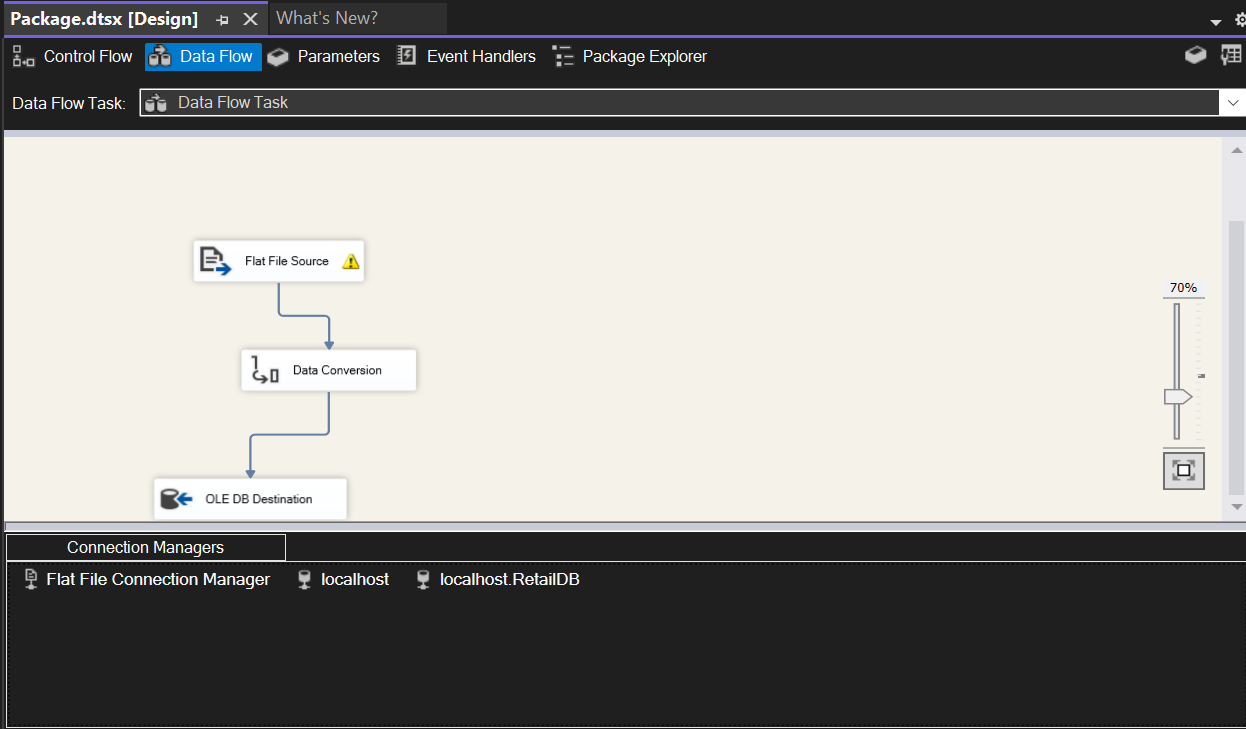 Package.dtsx [Design] What's New?
Control Flow Data Flow Parameters Event Handlers Package Explorer
Data Flow Task: Data Flow Task
Flat File Source
70%
Data Conversion
OLE DB Destination
Connection Managers
Flat File Connection Manager localhost localhost.RetailDB